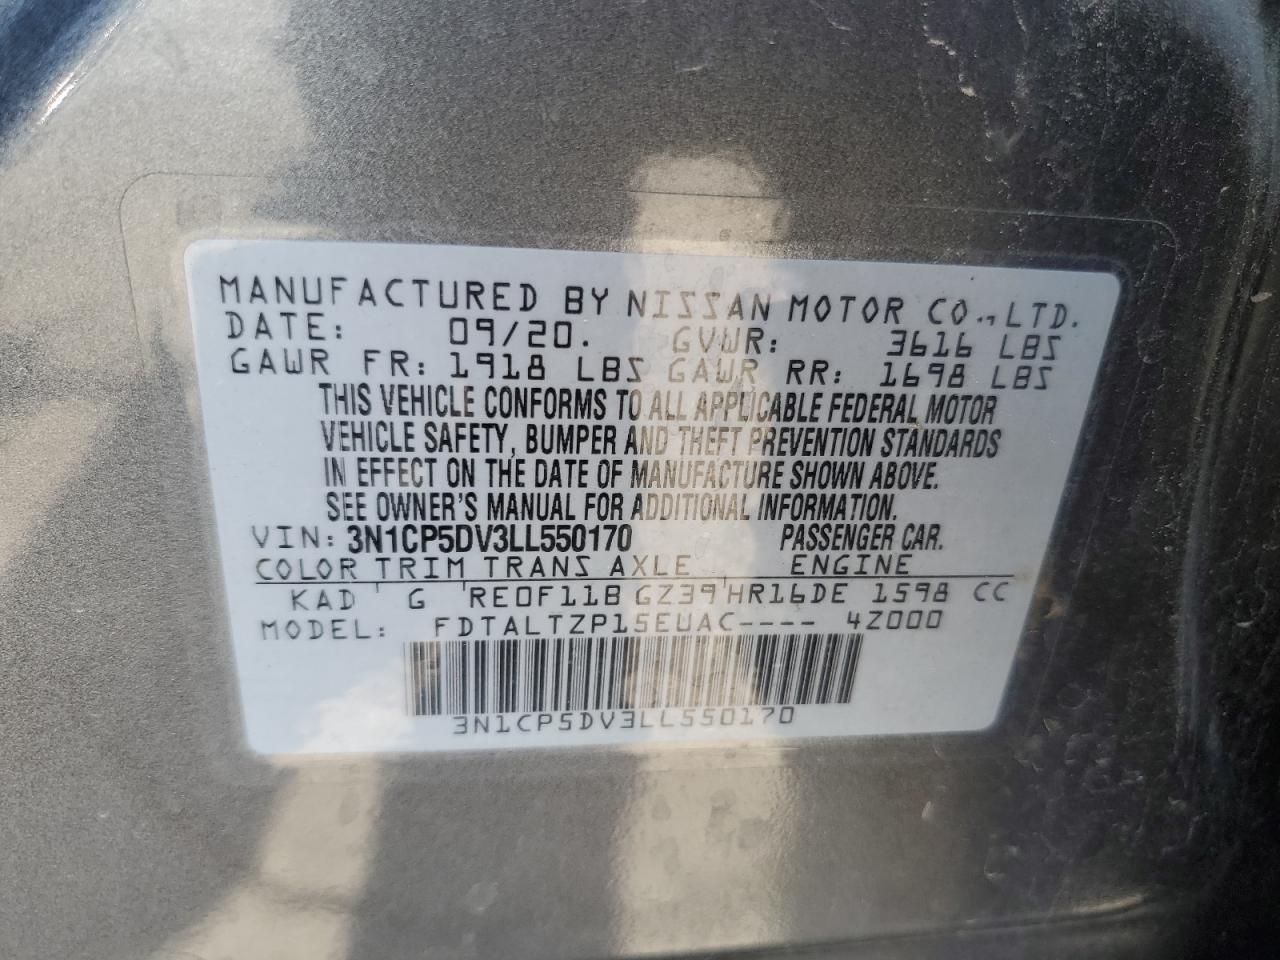 MANUFACTURED BY NISSAN MOTOR CO., LTD.
DATE: 09/20. GVWR: 3616 LBS
GAWR FR: 1918 LBS GAWR RR: 1698 LBS
THIS VEHICLE CONFORMS TO ALL APPLICABLE FEDERAL MOTOR
VEHICLE SAFETY, BUMPER AND THEFT PREVENTION STANDARDS
IN EFFECT ON THE DATE OF MANUFACTURE SHOWN ABOVE.
SEE OWNER'S MANUAL FOR ADDITIONAL INFORMATION.
VIN: 3N1CP5DV3LL550170 PASSENGER CAR.
COLOR TRIM TRANS AXLE ENGINE
KAD G RE0F11B GZ39 HR16DE 1598 CC
MODEL: FDTALTZP15EUAC---- 4Z000
3N1CP5DV3LL550170